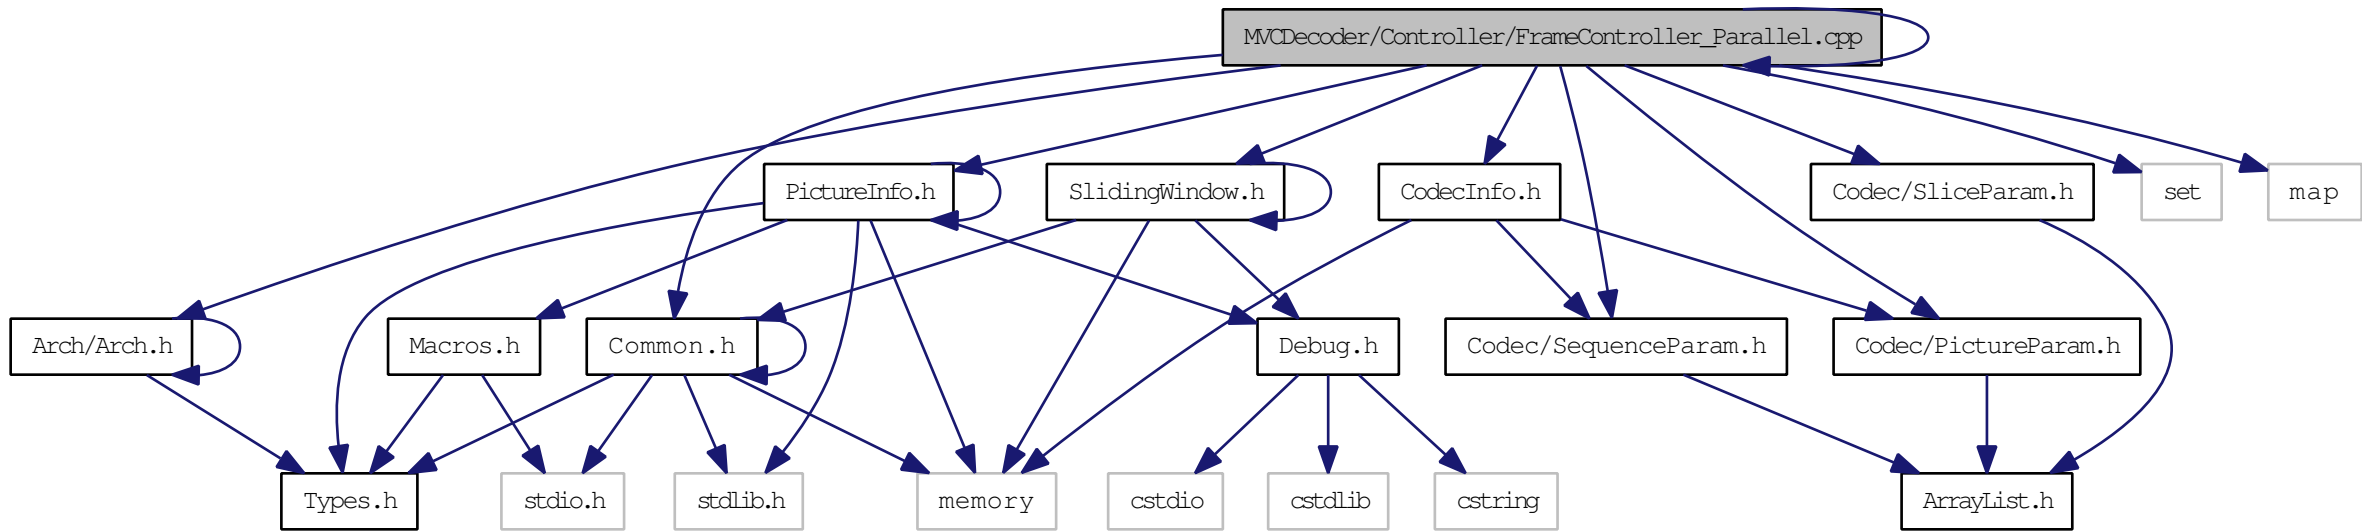 MVCDecoder/Controller/FrameController_Parallel.cpp
PictureInfo.h
SlidingWindow.h
CodecInfo.h
Codec/SliceParam.h
set
map
Arch/Arch.h
Macros.h
Common.h
Debug.h
Codec/SequenceParam.h
Codec/PictureParam.h
Types.h
stdio.h
stdlib.h
memory
cstdio
cstdlib
cstring
ArrayList.h